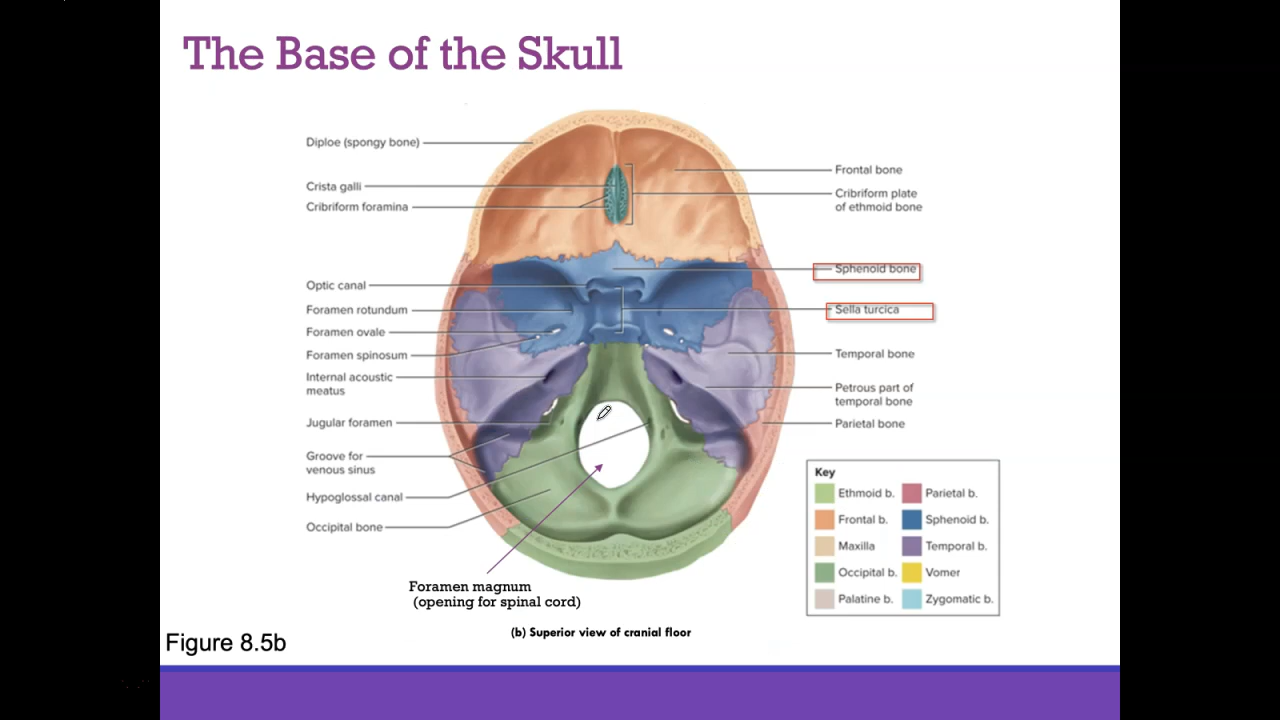 The Base of the Skull
Diploe (spongy bone)
Crista galli
Cribriform foramina
Optic canal
Foramen rotundum
Foramen ovale
Foramen spinosum
Internal acoustic
meatus
Jugular foramen
Groove for
venous sinus
Hypoglossal canal
Occipital bone
Frontal bone
Cribriform plate
of ethmoid bone
Sphenoid bone
Sella turcica
Temporal bone
Petrous part of
temporal bone
Parietal bone
Key
Ethmoid b.
Parietal b.
Frontal b.
Sphenoid b.
Maxilla
Temporal b.
Occipital b.
Vomer
Palatine b.
Zygomatic b.
Foramen magnum
(opening for spinal cord)
(b) Superior view of cranial floor
Figure 8.5b